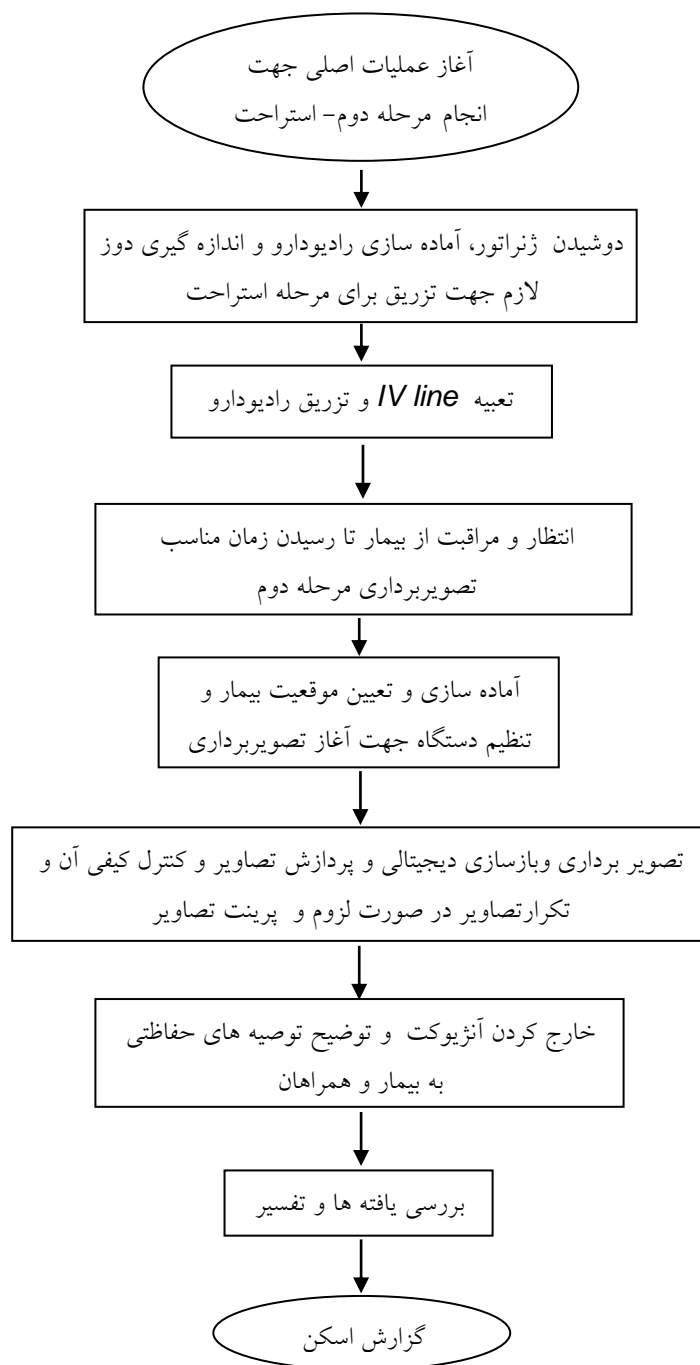 آغاز عملیات اصلی جهت
انجام مرحله دوم- استراحت
دوشیدن ژنراتور، آماده سازی رادیودارو و اندازه گیری دوز
لازم جهت تزریق برای مرحله استراحت
تعبیه IV line و تزریق رادیودارو
انتظار و مراقبت از بیمار تا رسیدن زمان مناسب
تصویربرداری مرحله دوم
آماده سازی و تعیین موقعیت بیمار و
تنظیم دستگاه جهت آغاز تصویربرداری
تصویر برداری وبازسازی دیجیتالی و پردازش تصاویر و کنترل کیفی آن و
تکرارتصاویر در صورت لزوم و پرینت تصاویر
خارج کردن آنژیوکت و توضیح توصیه های حفاظتی
به بیمار و همراهان
بررسی یافته ها و تفسیر
گزارش اسکن